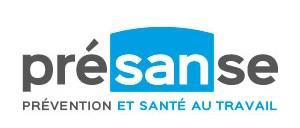 présanse
PRÉVENTION ET SANTÉ AU TRAVAIL